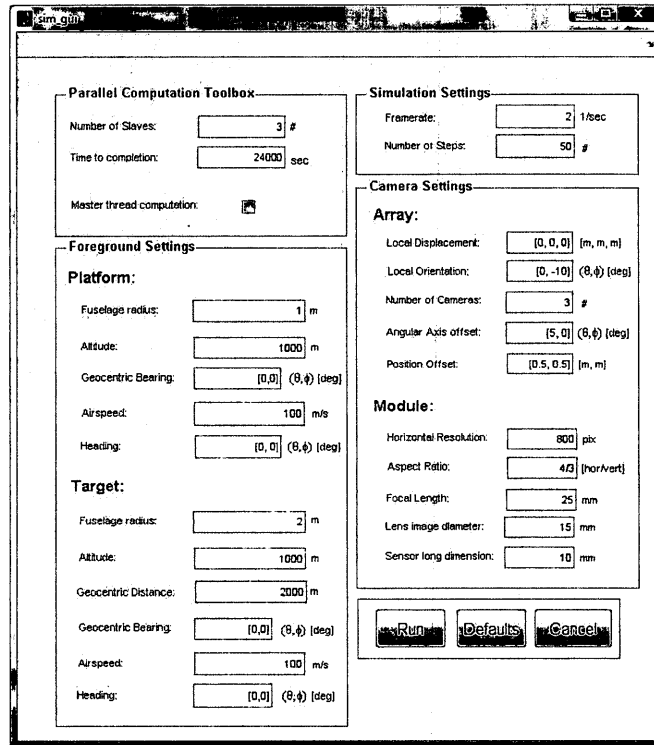 sim_gui
Parallel Computation Toolbox
Number of Slaves: 3 #
Time to completion: 24000 sec
Master thread computation:
Foreground Settings
Platform:
Fuselage radius: 1 m
Altitude: 1000 m
Geocentric Bearing: [0,0] (θ,ϕ) [deg]
Airspeed: 100 m/s
Heading: [0, 0] (θ,ϕ) [deg]
Target:
Fuselage radius: 2 m
Altitude: 1000 m
Geocentric Distance: 2000 m
Geocentric Bearing: [0,0] (θ,ϕ) [deg]
Airspeed: 100 m/s
Heading: [0,0] (θ,ϕ) [deg]
Simulation Settings
Framerate: 2 1/sec
Number of Steps: 50 #
Camera Settings
Array:
Local Displacement: [0, 0, 0] [m, m, m]
Local Orientation: [0, -10] (θ,ϕ) [deg]
Number of Cameras: 3 #
Angular Axis offset: [5, 0] (θ,ϕ) [deg]
Position Offset: [0.5, 0.5] [m, m]
Module:
Horizontal Resolution: 800 pix
Aspect Ratio: 4/3 [hor/vert]
Focal Length: 25 mm
Lens image diameter: 15 mm
Sensor long dimension: 10 mm
Run Defaults Cancel